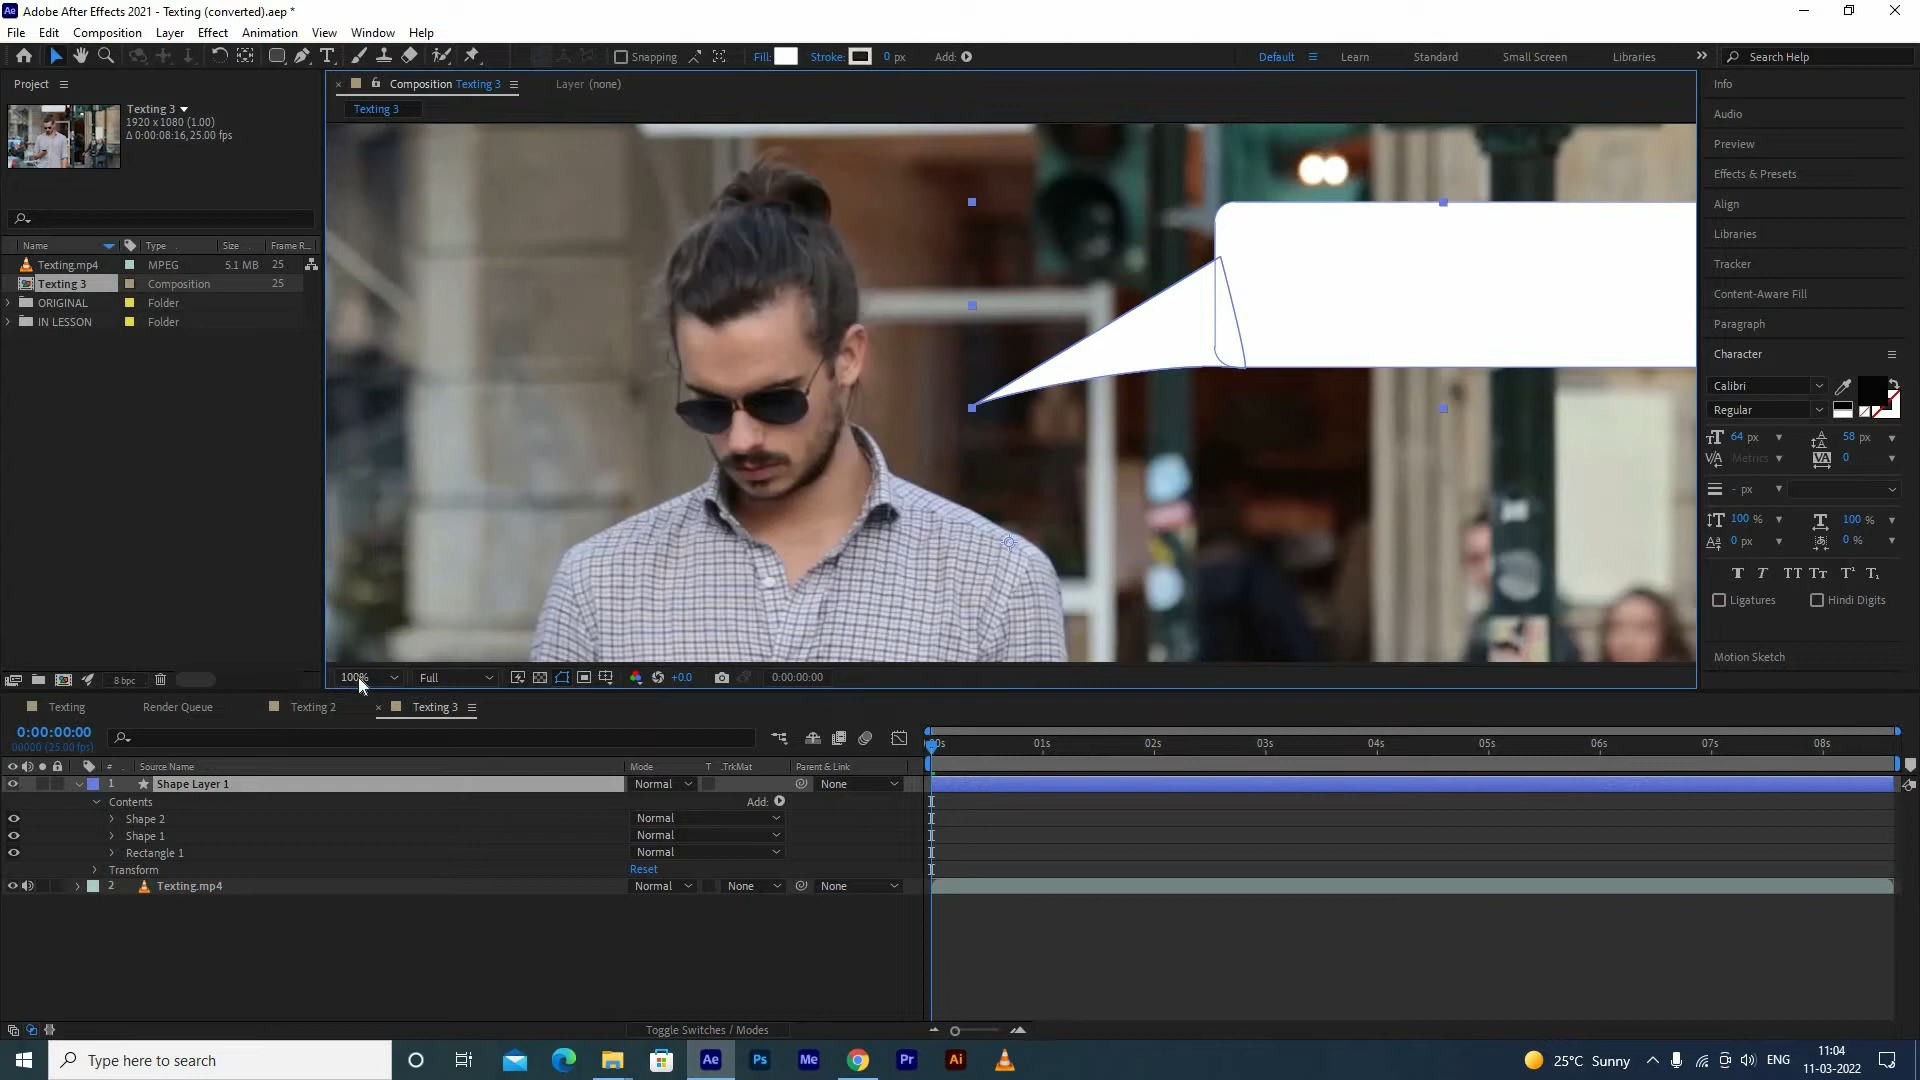 Ae Adobe After Effects 2021 - Texting (converted).aep *
File Edit Composition Layer Effect Animation View Window Help
Snapping Fill: Stroke: 0 px Add: Default Learn Standard Small Screen Libraries Search Help
Project
Texting 3
1920 x 1080 (1.00)
Δ 0:00:08:16, 25.00 fps
Name Type Size Frame R...
Texting.mp4 MPEG 5.1 MB 25
Texting 3 Composition 25
ORIGINAL Folder
IN LESSON Folder
8 bpc
Composition Texting 3 Layer (none)
Texting 3
100% Full +0.0 0:00:00:00
Info
Audio
Preview
Effects & Presets
Align
Libraries
Tracker
Content-Aware Fill
Paragraph
Character
Calibri
Regular
64 px 58 px
Metrics 0
- px
100 % 100 %
0 px 0 %
Ligatures Hindi Digits
Motion Sketch
Texting Render Queue Texting 2 Texting 3
0:00:00:00
00000 (25.00 fps)
# Source Name Mode T .TrkMat Parent & Link
1 Shape Layer 1 Normal None
Contents Add:
Shape 2 Normal
Shape 1 Normal
Rectangle 1 Normal
Transform Reset
2 Texting.mp4 Normal None None
01s 02s 03s 04s 05s 06s 07s 08s
Toggle Switches / Modes
Type here to search
Ae Ps Me Pr Ai
25°C Sunny ENG
11:04
11-03-2022